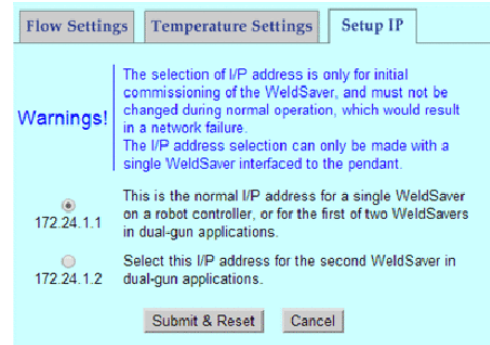 Flow Settings Temperature Settings Setup IP
The selection of I/P address is only for initial
commissioning of the WeldSaver, and must not be
Warnings! changed during normal operation, which would result
in a network failure.
The I/P address selection can only be made with a
single WeldSaver interfaced to the pendant.
This is the normal I/P address for a single WeldSaver
on a robot controller, or for the first of two WeldSavers
172.24.1.1 in dual-gun applications.
Select this I/P address for the second WeldSaver in
172.24.1.2 dual-gun applications.
Submit & Reset Cancel